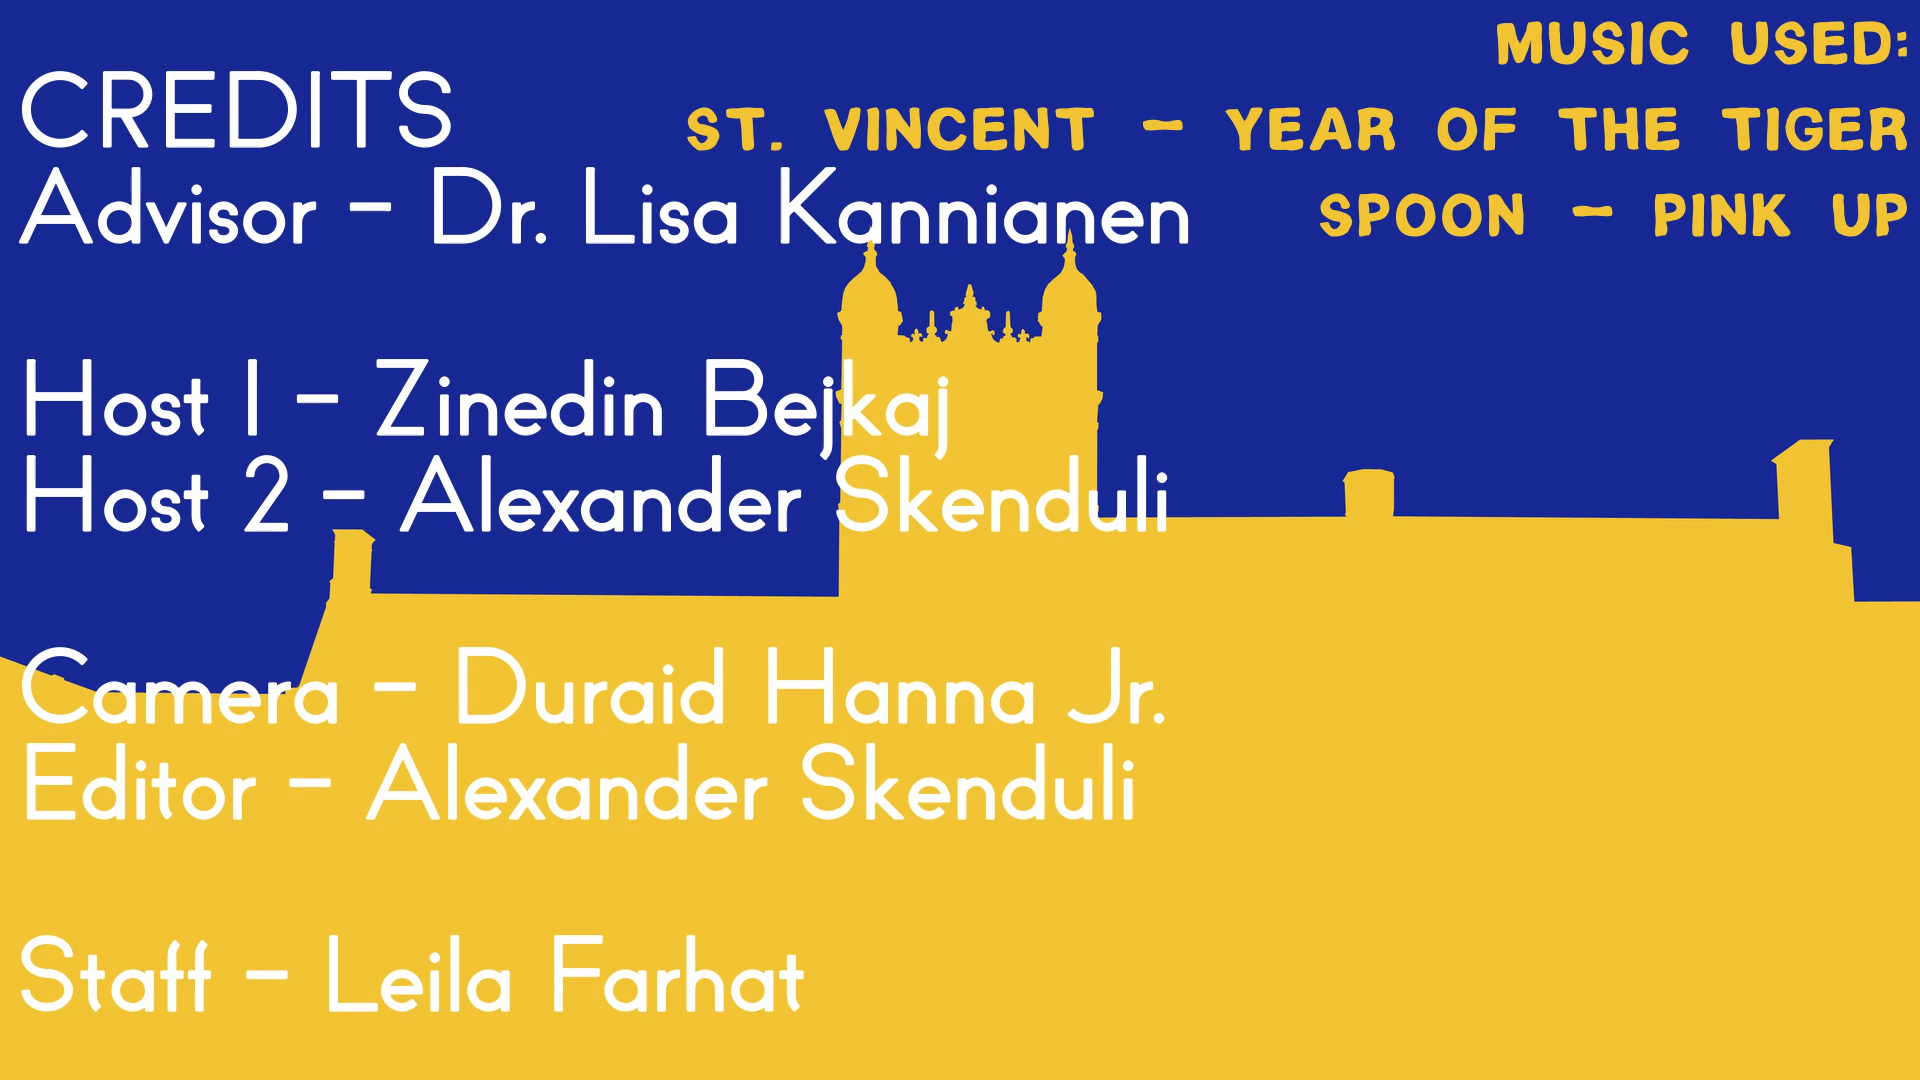 CREDITS
Advisor - Dr. Lisa Kannianen
Host 1 - Zinedin Bejkaj
Host 2 - Alexander Skenduli
Camera - Duraid Hanna Jr.
Editor - Alexander Skenduli
Staff - Leila Farhat
MUSIC USED:
ST. VINCENT - YEAR OF THE TIGER
SPOON - PINK UP